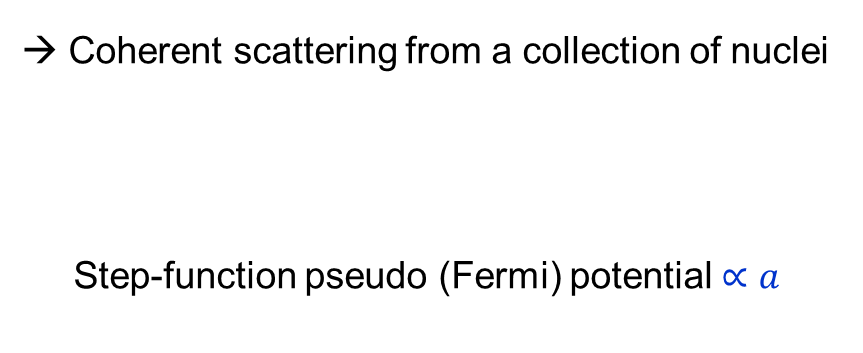 → Coherent scattering from a collection of nuclei
Step-function pseudo (Fermi) potential ∝ a